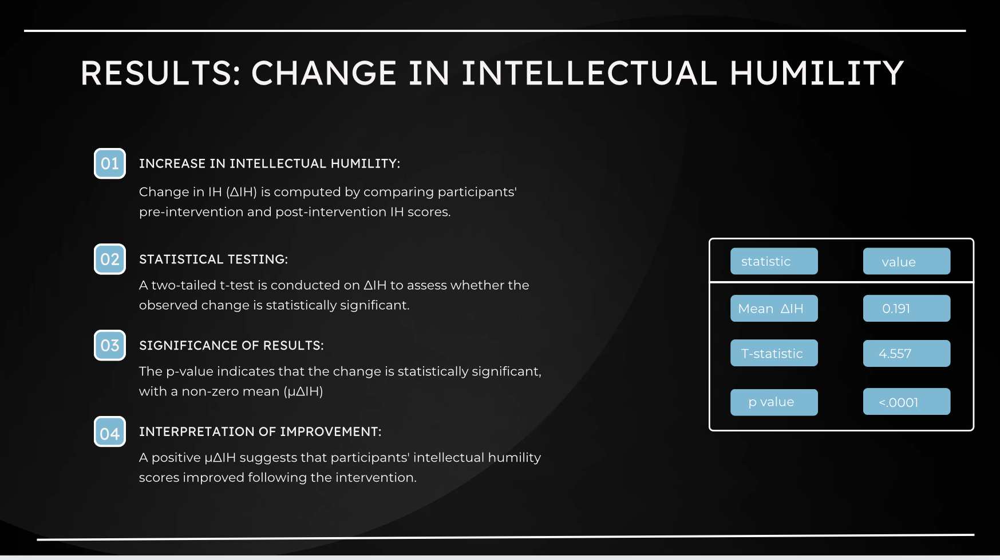 RESULTS: CHANGE IN INTELLECTUAL HUMILITY
01
INCREASE IN INTELLECTUAL HUMILITY:
Change in IH (ΔIH) is computed by comparing participants'
pre-intervention and post-intervention IH scores.
02
STATISTICAL TESTING:
A two-tailed t-test is conducted on ΔIH to assess whether the
observed change is statistically significant.
03
SIGNIFICANCE OF RESULTS:
The p-value indicates that the change is statistically significant,
with a non-zero mean (μΔIH)
04
INTERPRETATION OF IMPROVEMENT:
A positive μΔIH suggests that participants' intellectual humility
scores improved following the intervention.
statistic value
Mean ΔIH 0.191
T-statistic 4.557
p value <.0001